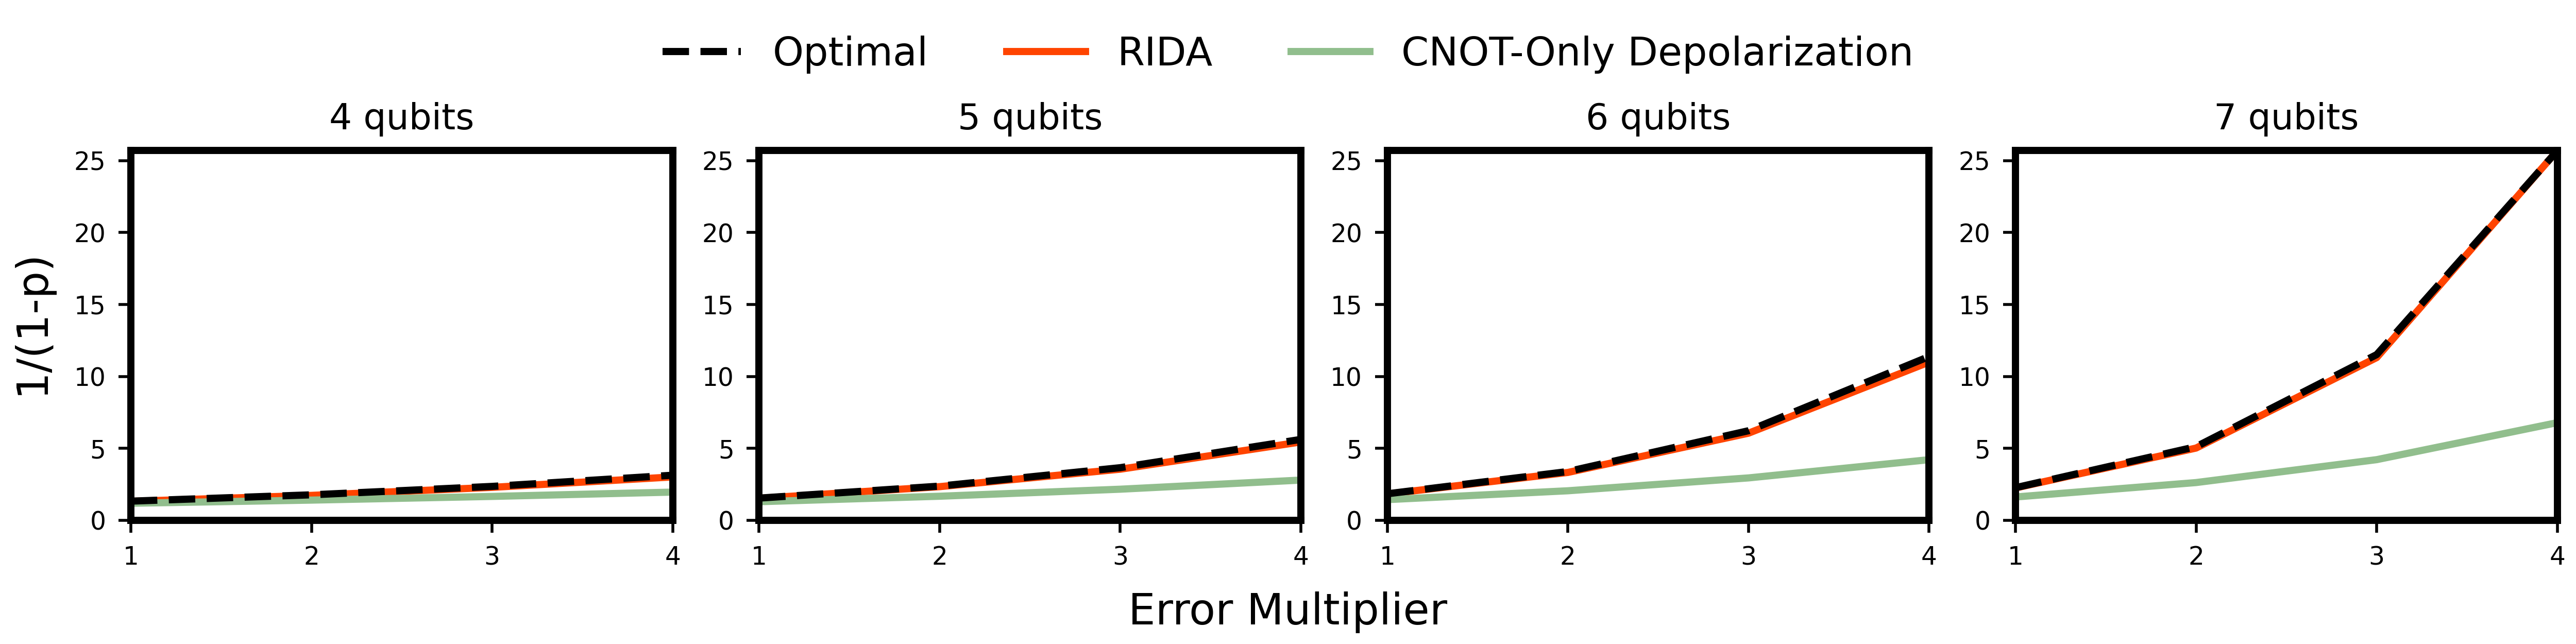 Optimal RIDA CNOT-Only Depolarization
4 qubits 5 qubits 6 qubits 7 qubits
25 25 25 25
20 20 20 20
15 15 15 15
10 10 10 10
5 5 5 5
0 0 0 0
1/(1-p)
1 2 3 4 1 2 3 4 1 2 3 4 1 2 3 4
Error Multiplier